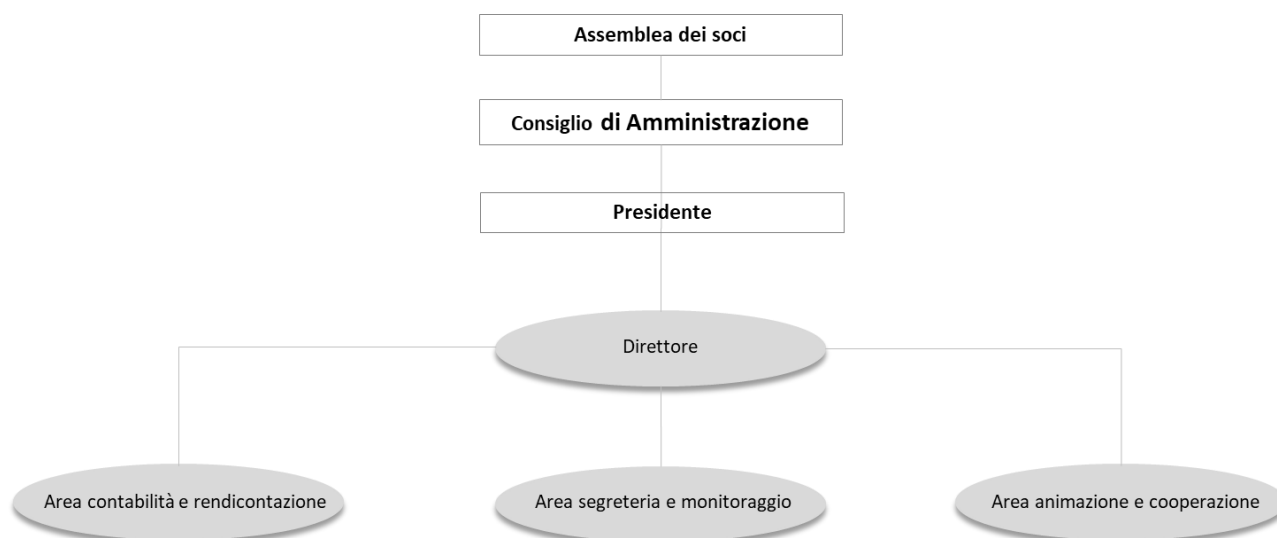 Assemblea dei soci
Consiglio di Amministrazione
Presidente
Direttore
Area contabilità e rendicontazione
Area segreteria e monitoraggio
Area animazione e cooperazione